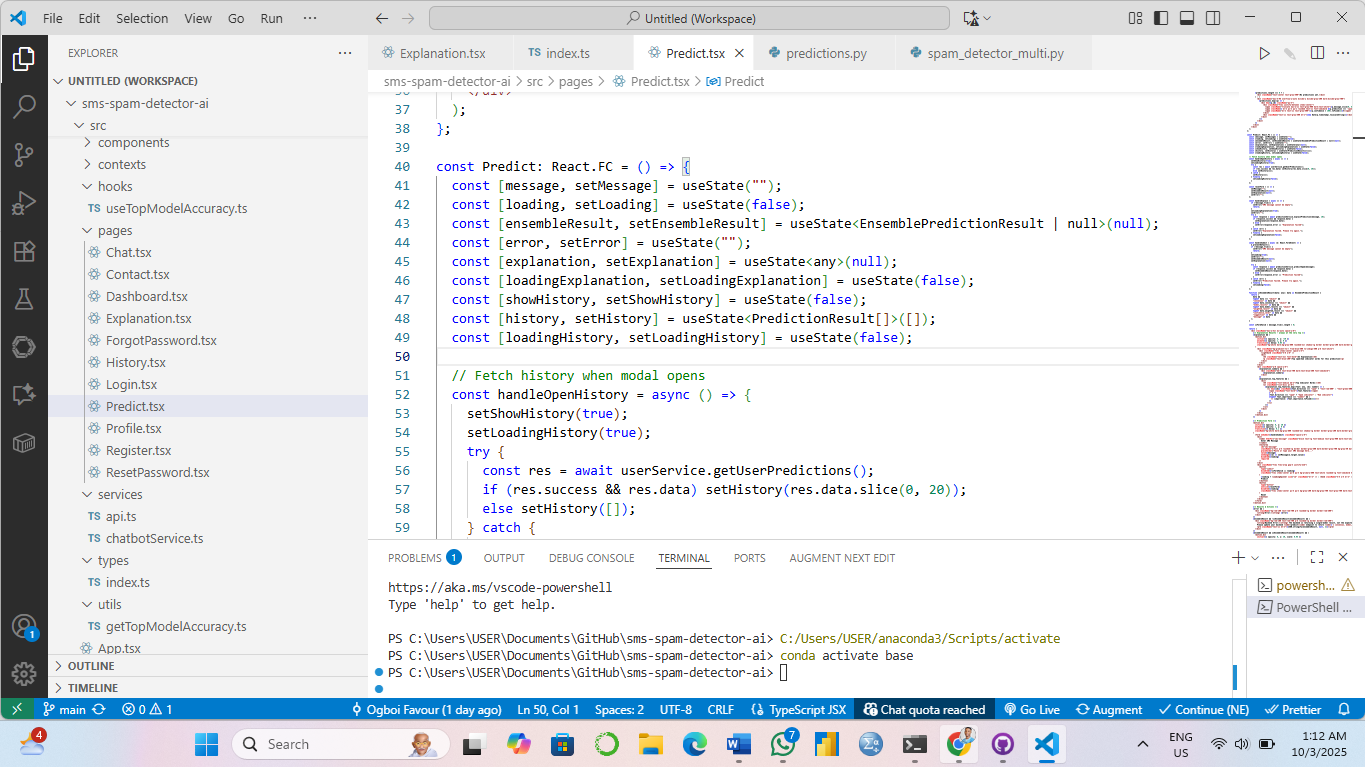 File Edit Selection View Go Run ···
Untitled (Workspace)
EXPLORER
UNTITLED (WORKSPACE)
sms-spam-detector-ai
src
components
contexts
hooks
TS useTopModelAccuracy.ts
pages
Chat.tsx
Contact.tsx
Dashboard.tsx
Explanation.tsx
ForgotPassword.tsx
History.tsx
Login.tsx
Predict.tsx
Profile.tsx
Register.tsx
ResetPassword.tsx
services
TS api.ts
TS chatbotService.ts
types
TS index.ts
utils
TS getTopModelAccuracy.ts
App.tsx
OUTLINE
TIMELINE
Explanation.tsx TS index.ts Predict.tsx predictions.py spam_detector_multi.py
sms-spam-detector-ai > src > pages > Predict.tsx > Predict
36 </div>
37 );
38 };
39
40 const Predict: React.FC = () => {
41 const [message, setMessage] = useState("");
42 const [loading, setLoading] = useState(false);
43 const [ensembleResult, setEnsembleResult] = useState<EnsemblePredictionResult | null>(null);
44 const [error, setError] = useState("");
45 const [explanation, setExplanation] = useState<any>(null);
46 const [loadingExplanation, setLoadingExplanation] = useState(false);
47 const [showHistory, setShowHistory] = useState(false);
48 const [history, setHistory] = useState<PredictionResult[]>([]);
49 const [loadingHistory, setLoadingHistory] = useState(false);
50
51 // Fetch history when modal opens
52 const handleOpenHistory = async () => {
53 setShowHistory(true);
54 setLoadingHistory(true);
55 try {
56 const res = await userService.getUserPredictions();
57 if (res.success && res.data) setHistory(res.data.slice(0, 20));
58 else setHistory([]);
59 } catch {
PROBLEMS 1 OUTPUT DEBUG CONSOLE TERMINAL PORTS AUGMENT NEXT EDIT
https://aka.ms/vscode-powershell
Type 'help' to get help.
PS C:\Users\USER\Documents\GitHub\sms-spam-detector-ai> C:/Users/USER/anaconda3/Scripts/activate
PS C:\Users\USER\Documents\GitHub\sms-spam-detector-ai> conda activate base
PS C:\Users\USER\Documents\GitHub\sms-spam-detector-ai>
powersh...
PowerShell ...
1
main 0 1 Ogboi Favour (1 day ago) Ln 50, Col 1 Spaces: 2 UTF-8 CRLF TypeScript JSX Chat quota reached Go Live Augment Continue (NE) Prettier
4
Search
7
ENG
US
1:12 AM
10/3/2025